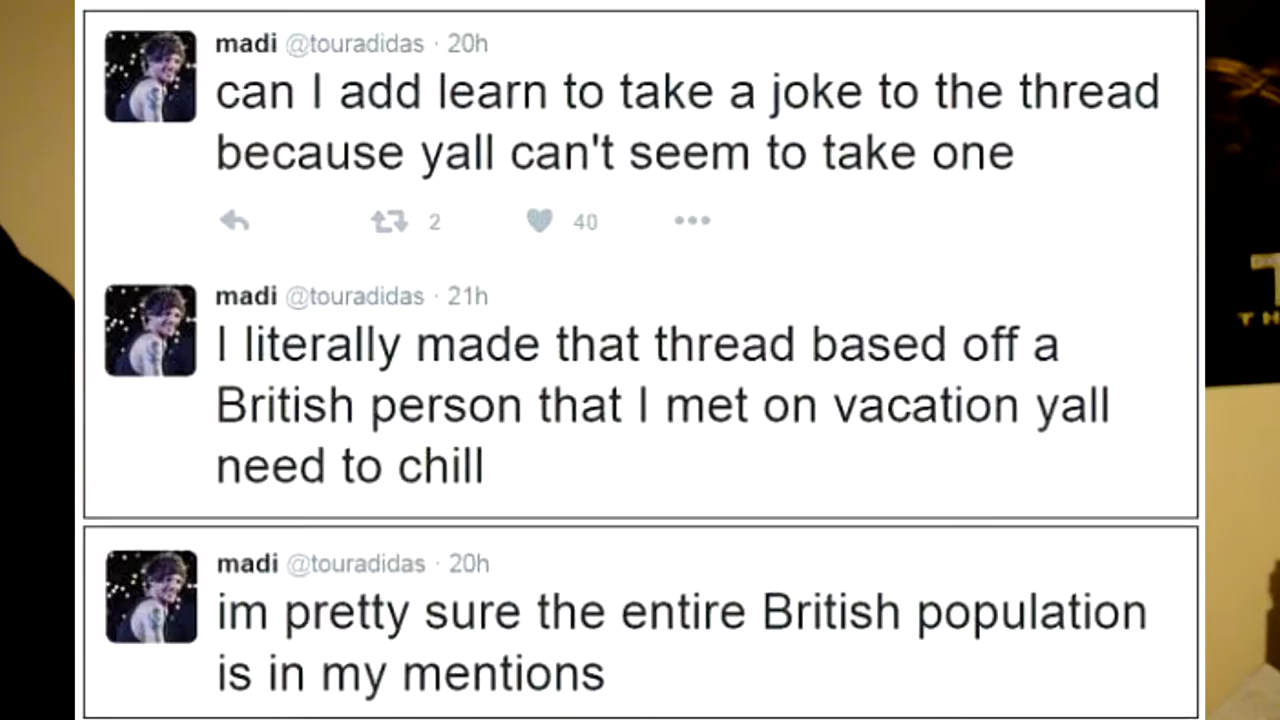 madi @touradidas · 20h
can I add learn to take a joke to the thread
because yall can't seem to take one
2 40
madi @touradidas · 21h
I literally made that thread based off a
British person that I met on vacation yall
need to chill
madi @touradidas · 20h
im pretty sure the entire British population
is in my mentions
T
TH